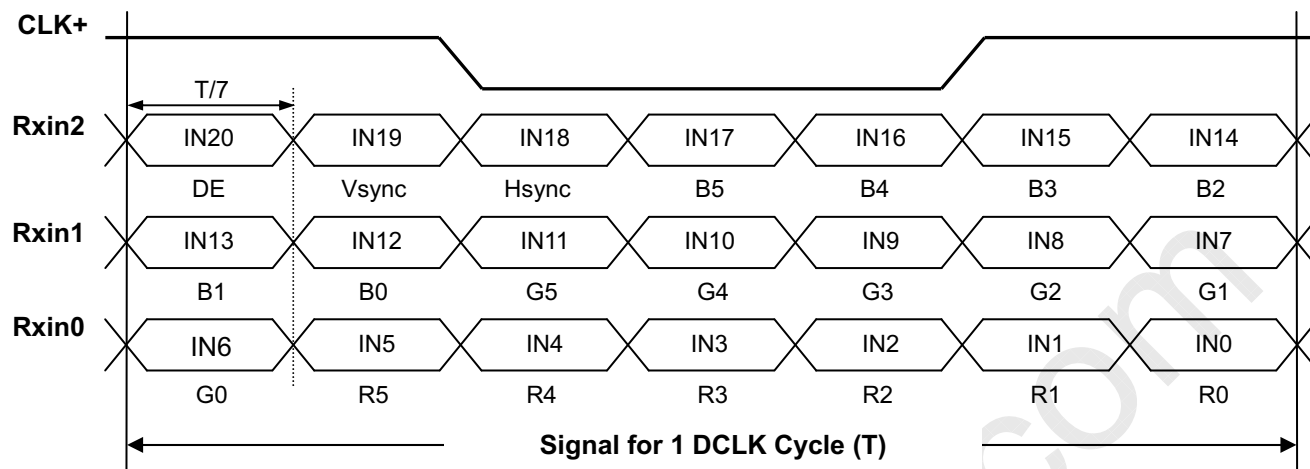 CLK+
T/7
Rxin2 IN20 IN19 IN18 IN17 IN16 IN15 IN14
DE Vsync Hsync B5 B4 B3 B2
Rxin1 IN13 IN12 IN11 IN10 IN9 IN8 IN7
B1 B0 G5 G4 G3 G2 G1
Rxin0 IN6 IN5 IN4 IN3 IN2 IN1 IN0
G0 R5 R4 R3 R2 R1 R0
Signal for 1 DCLK Cycle (T)
com